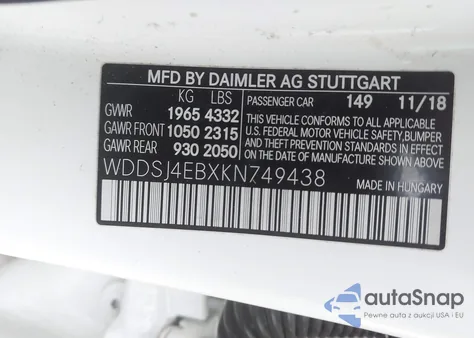 MFD BY DAIMLER AG STUTTGART
KG LBS
GVWR 1965 4332
GAWR FRONT 1050 2315
GAWR REAR 930 2050
PASSENGER CAR 149 11/18
THIS VEHICLE CONFORMS TO ALL APPLICABLE
U.S. FEDERAL MOTOR VEHICLE SAFETY, BUMPER
AND THEFT PREVENTION STANDARDS IN EFFECT
ON THE DATE OF MANUFACTURE SHOWN ABOVE.
WDDSJ4EBXKN749438
MADE IN HUNGARY
autoSnap
Pewne auta z aukcji USA i EU